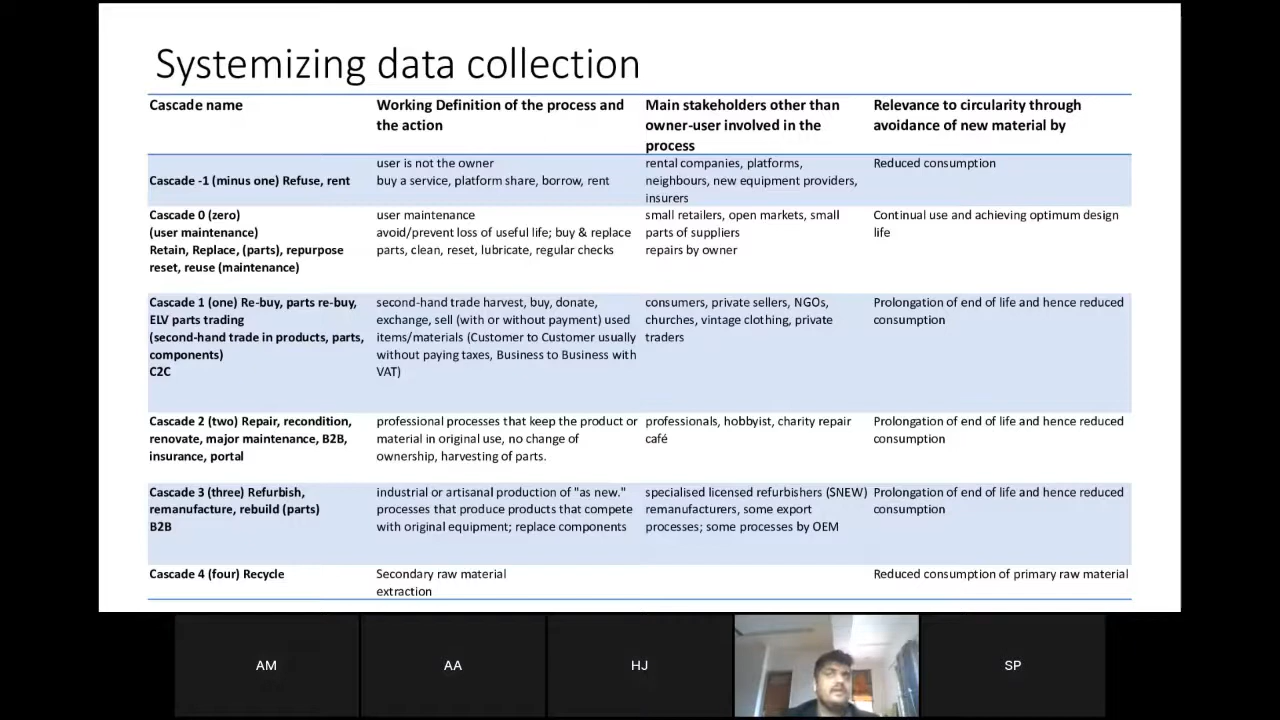 Systemizing data collection
Cascade name
Working Definition of the process and
the action
Main stakeholders other than
owner-user involved in the
process
Relevance to circularity through
avoidance of new material by
Cascade -1 (minus one) Refuse, rent
user is not the owner
buy a service, platform share, borrow, rent
rental companies, platforms,
neighbours, new equipment providers,
insurers
Reduced consumption
Cascade 0 (zero)
(user maintenance)
Retain, Replace, (parts), repurpose
reset, reuse (maintenance)
user maintenance
avoid/prevent loss of useful life; buy & replace
parts, clean, reset, lubricate, regular checks
small retailers, open markets, small
parts of suppliers
repairs by owner
Continual use and achieving optimum design
life
Cascade 1 (one) Re-buy, parts re-buy,
ELV parts trading
(second-hand trade in products, parts,
components)
C2C
second-hand trade harvest, buy, donate,
exchange, sell (with or without payment) used
items/materials (Customer to Customer usually
without paying taxes, Business to Business with
VAT)
consumers, private sellers, NGOs,
churches, vintage clothing, private
traders
Prolongation of end of life and hence reduced
consumption
Cascade 2 (two) Repair, recondition,
renovate, major maintenance, B2B,
insurance, portal
professional processes that keep the product or
material in original use, no change of
ownership, harvesting of parts.
professionals, hobbyist, charity repair
café
Prolongation of end of life and hence reduced
consumption
Cascade 3 (three) Refurbish,
remanufacture, rebuild (parts)
B2B
industrial or artisanal production of "as new."
processes that produce products that compete
with original equipment; replace components
specialised licensed refurbishers (SNEW)
remanufacturers, some export
processes; some processes by OEM
Prolongation of end of life and hence reduced
consumption
Cascade 4 (four) Recycle
Secondary raw material
extraction
Reduced consumption of primary raw material
AM
AA
HJ
SP